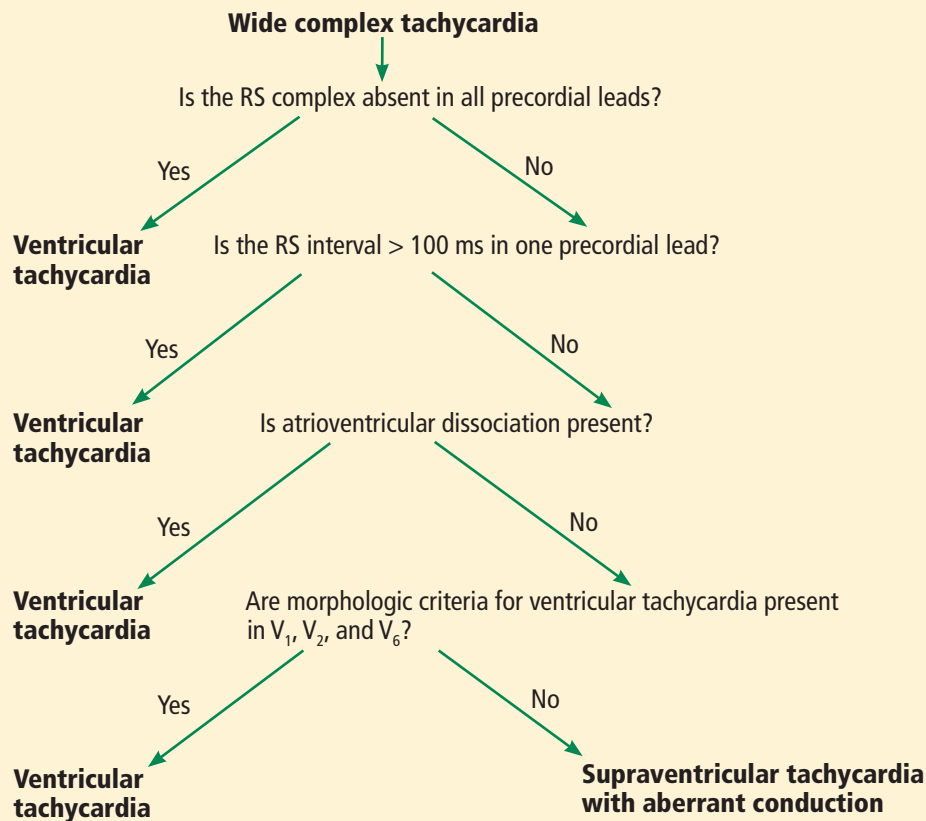 Wide complex tachycardia
Is the RS complex absent in all precordial leads?
Yes
No
Ventricular
tachycardia
Is the RS interval > 100 ms in one precordial lead?
Yes
No
Ventricular
tachycardia
Is atrioventricular dissociation present?
Yes
No
Ventricular
tachycardia
Are morphologic criteria for ventricular tachycardia present
in V₁, V₂, and V₆?
Yes
No
Ventricular
tachycardia
Supraventricular tachycardia
with aberrant conduction